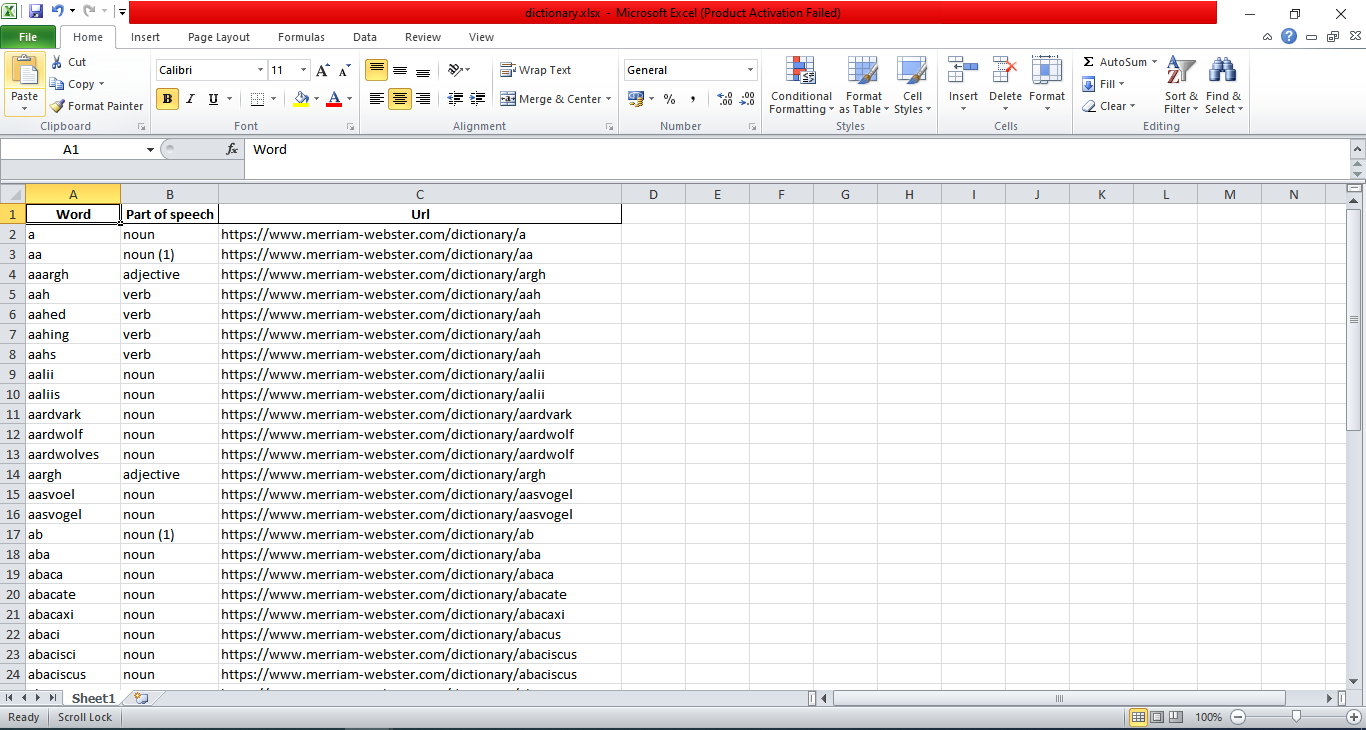 dictionary.xlsx - Microsoft Excel (Product Activation Failed)
File Home Insert Page Layout Formulas Data Review View
Paste
Cut
Copy
Format Painter
Clipboard
Calibri 11
B I U
Font
Wrap Text
Merge & Center
Alignment
General
% ,
Number
Conditional Formatting
Format as Table
Cell Styles
Styles
Insert Delete Format
Cells
Σ AutoSum
Fill
Clear
Sort & Filter
Find & Select
Editing
A1 fx Word
A B C D E F G H I J K L M N
1 Word Part of speech Url
2 a noun https://www.merriam-webster.com/dictionary/a
3 aa noun (1) https://www.merriam-webster.com/dictionary/aa
4 aaargh adjective https://www.merriam-webster.com/dictionary/argh
5 aah verb https://www.merriam-webster.com/dictionary/aah
6 aahed verb https://www.merriam-webster.com/dictionary/aah
7 aahing verb https://www.merriam-webster.com/dictionary/aah
8 aahs verb https://www.merriam-webster.com/dictionary/aah
9 aalii noun https://www.merriam-webster.com/dictionary/aalii
10 aaliis noun https://www.merriam-webster.com/dictionary/aalii
11 aardvark noun https://www.merriam-webster.com/dictionary/aardvark
12 aardwolf noun https://www.merriam-webster.com/dictionary/aardwolf
13 aardwolves noun https://www.merriam-webster.com/dictionary/aardwolf
14 aargh adjective https://www.merriam-webster.com/dictionary/argh
15 aasvoel noun https://www.merriam-webster.com/dictionary/aasvogel
16 aasvogel noun https://www.merriam-webster.com/dictionary/aasvogel
17 ab noun (1) https://www.merriam-webster.com/dictionary/ab
18 aba noun https://www.merriam-webster.com/dictionary/aba
19 abaca noun https://www.merriam-webster.com/dictionary/abaca
20 abacate noun https://www.merriam-webster.com/dictionary/abacate
21 abacaxi noun https://www.merriam-webster.com/dictionary/abacaxi
22 abaci noun https://www.merriam-webster.com/dictionary/abacus
23 abacisci noun https://www.merriam-webster.com/dictionary/abaciscus
24 abaciscus noun https://www.merriam-webster.com/dictionary/abaciscus
Sheet1
Ready Scroll Lock 100%